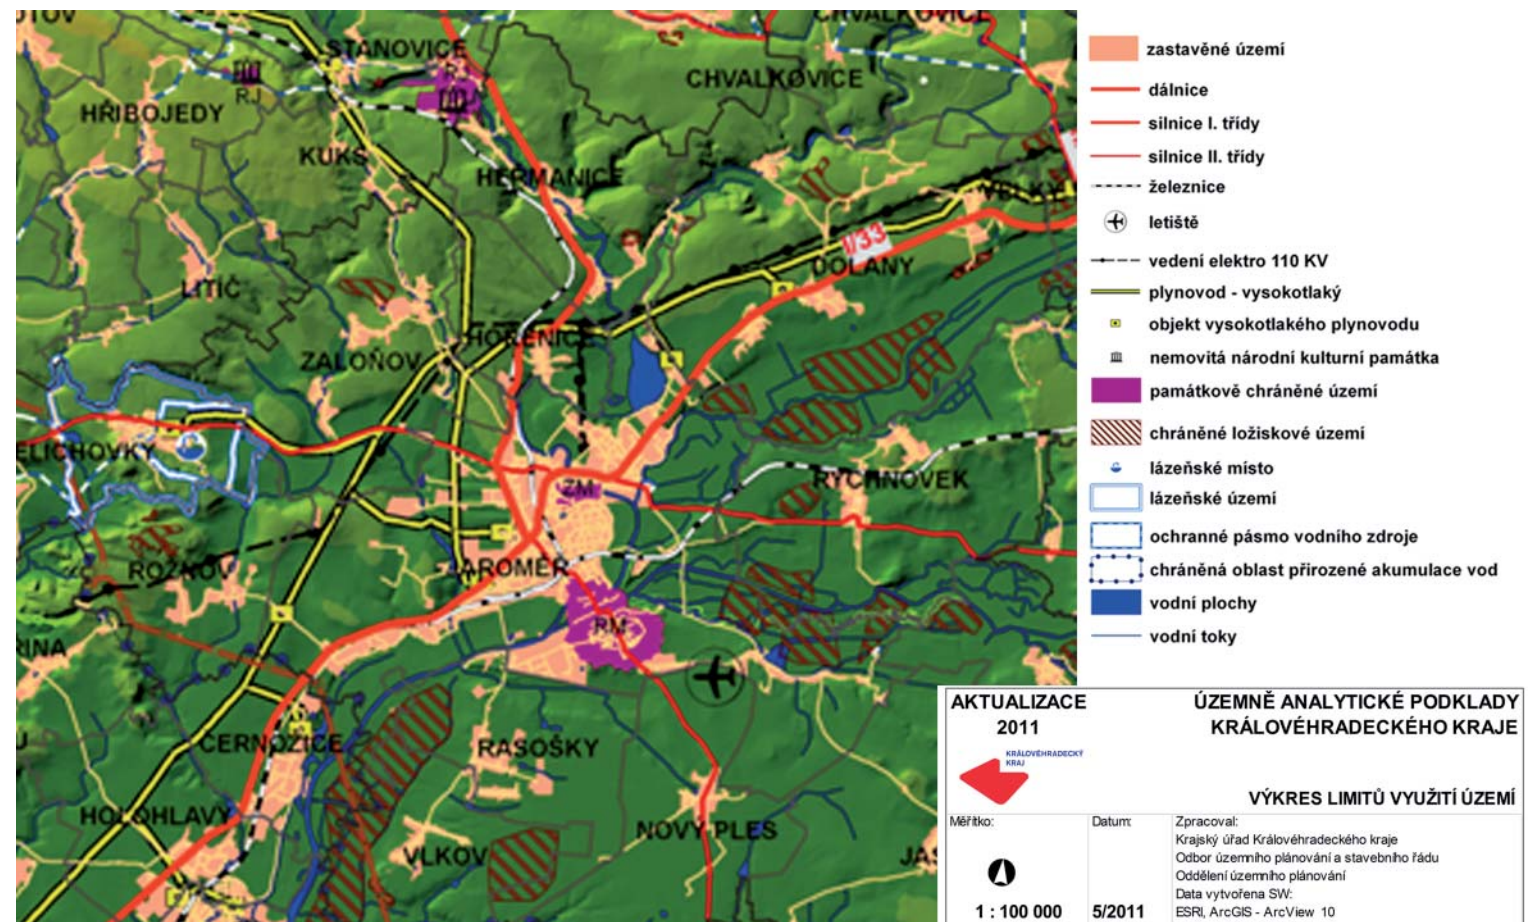 CHVALKOVICE
STANOVICE
CHVALKOVICE
RJ
HŘIBOJEDY
KUKS
HEŘMANICE
I/33
DOLANY
LITÍČ
HOŘENICE
ZALOŇOV
RYCHNOVEK
ZM
ROŽNOV
AROMĚŘ
RM
RASOŠKY
ČERNOŽICE
HOLOHLAVY
NOVÝ PLES
VLKOV
zastavěné území
dálnice
silnice I. třídy
silnice II. třídy
železnice
letiště
vedení elektro 110 KV
plynovod - vysokotlaký
objekt vysokotlakého plynovodu
nemovitá národní kulturní památka
památkově chráněné území
chráněné ložiskové území
lázeňské místo
lázeňské území
ochranné pásmo vodního zdroje
chráněná oblast přirozené akumulace vod
vodní plochy
vodní toky
AKTUALIZACE
2011
KRÁLOVÉHRADECKÝ
KRAJ
ÚZEMNĚ ANALYTICKÉ PODKLADY
KRÁLOVÉHRADECKÉHO KRAJE
VÝKRES LIMITŮ VYUŽITÍ ÚZEMÍ
Měřítko:
1 : 100 000
Datum:
5/2011
Zpracoval:
Krajský úřad Královéhradeckého kraje
Odbor územního plánování a stavebního řádu
Oddělení územního plánování
Data vytvořena SW:
ESRI, ArcGIS - ArcView 10